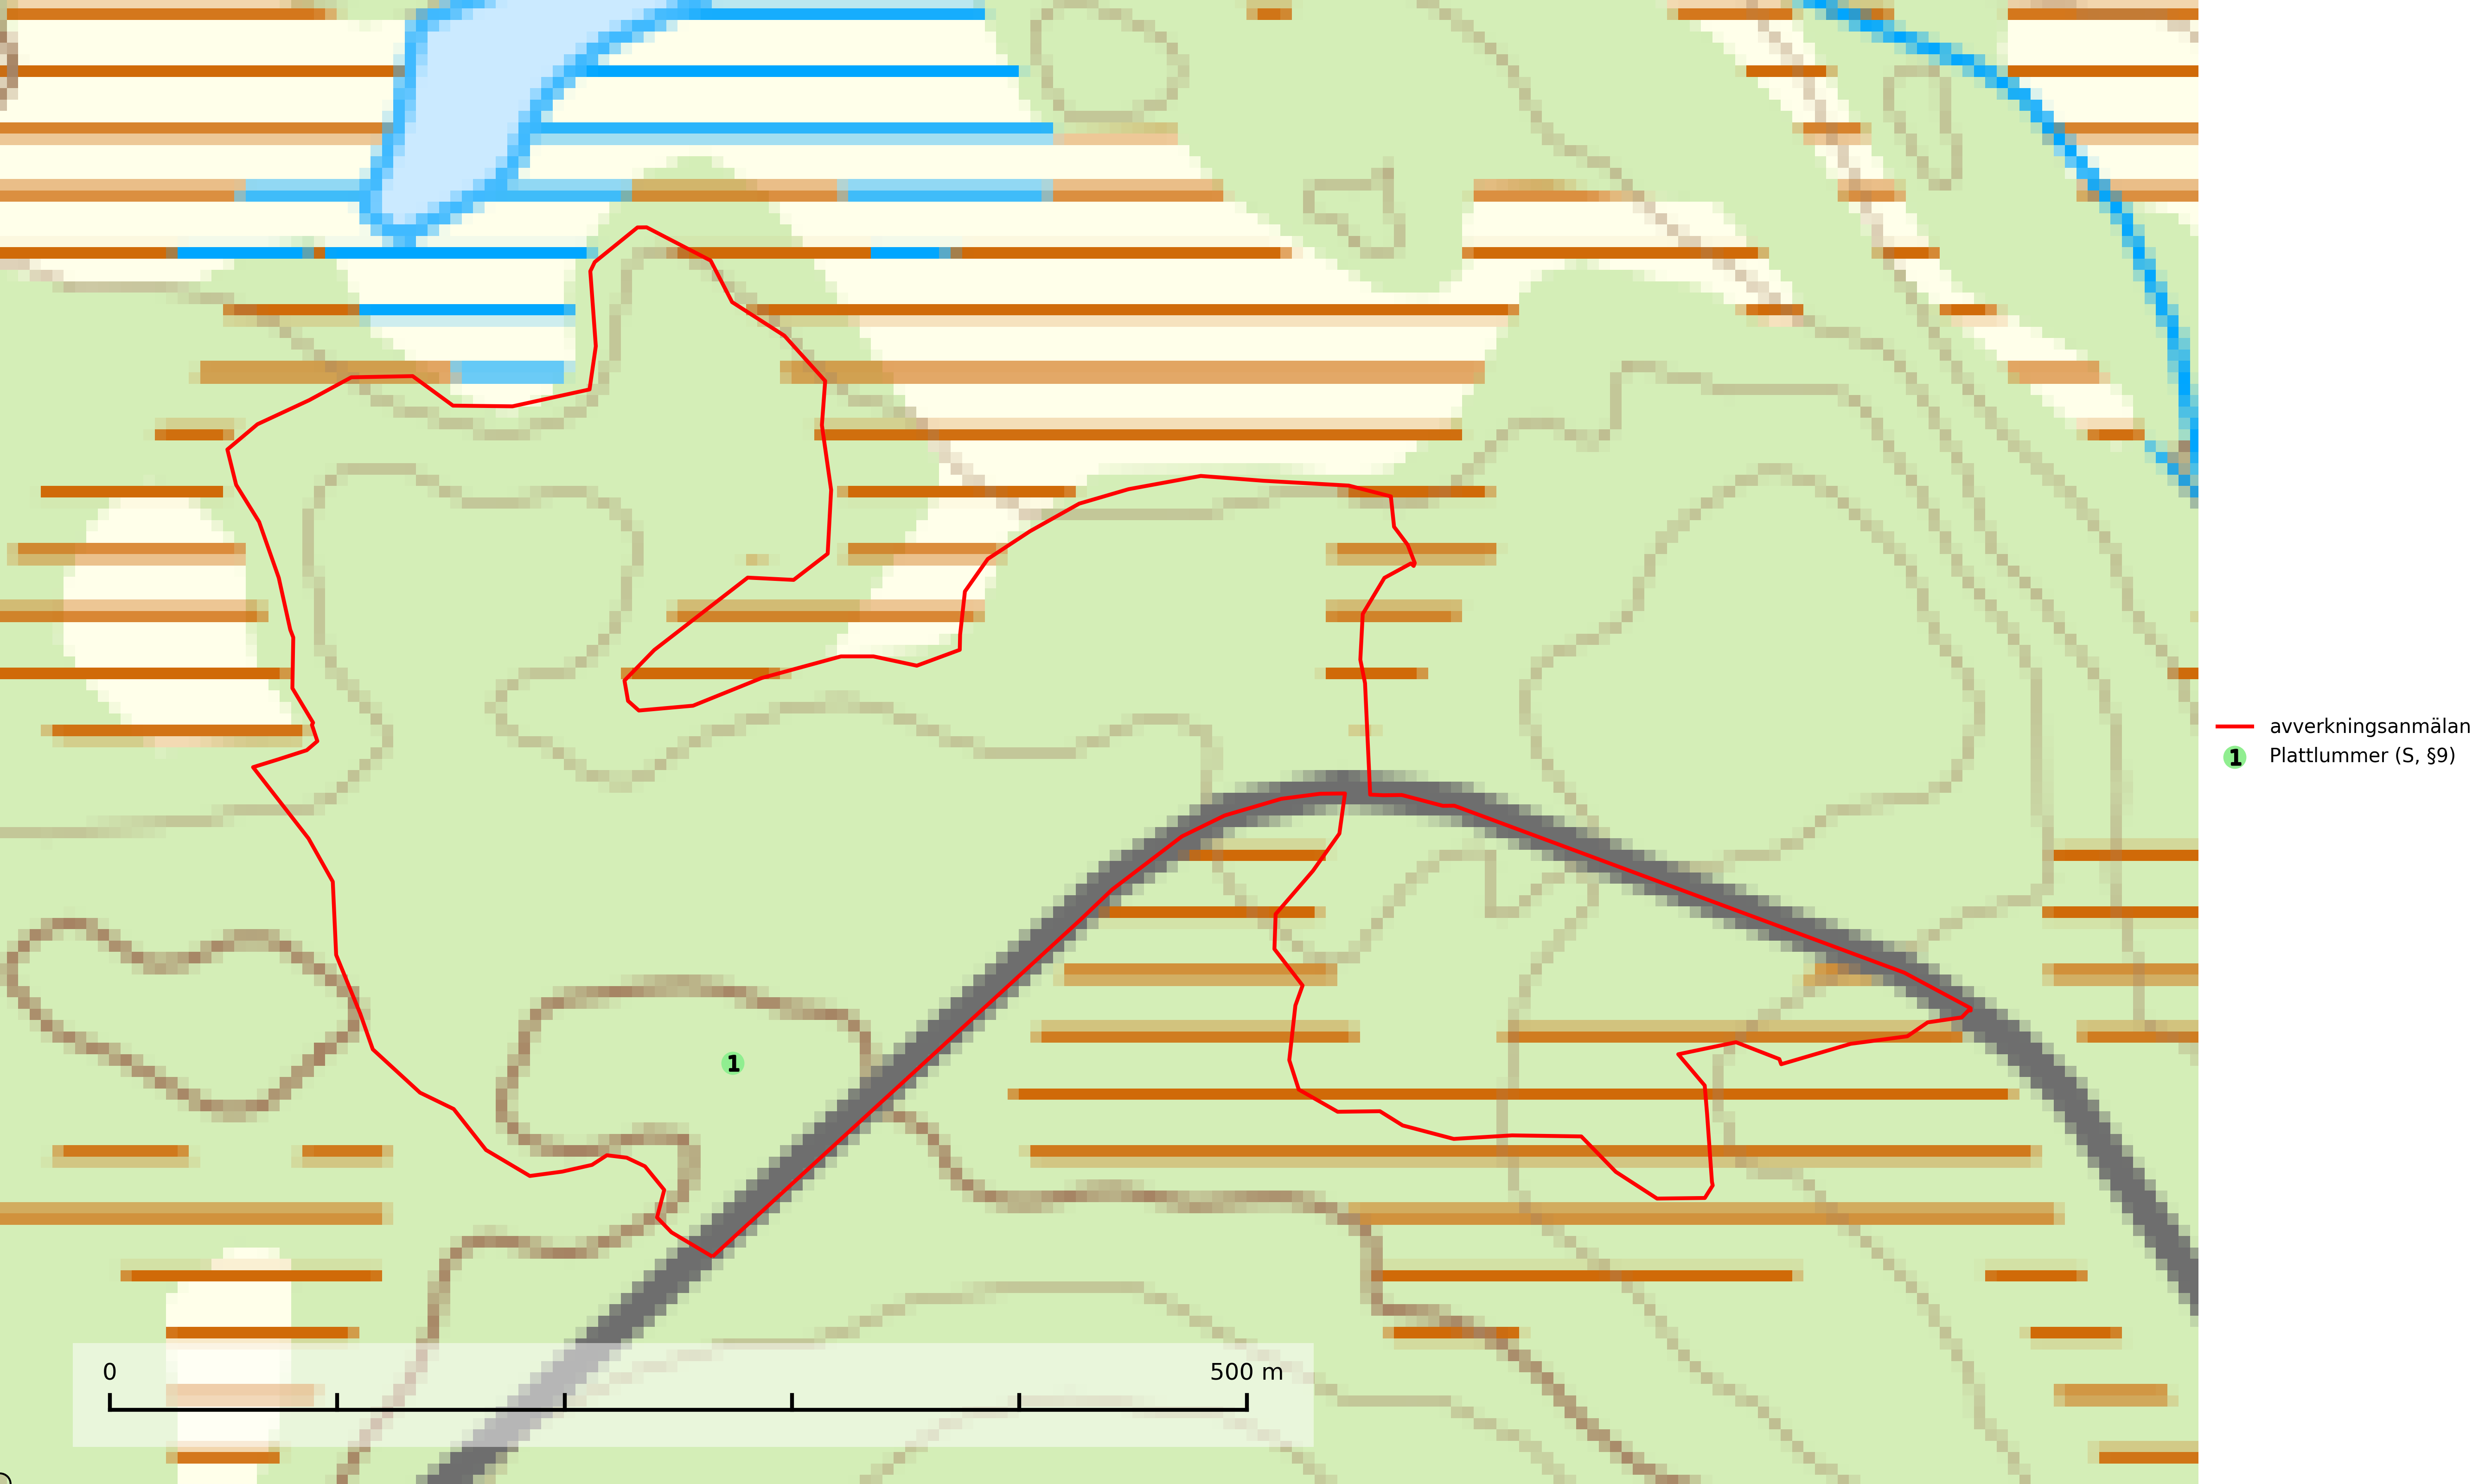 avverkningsanmälan
1 Plattlummer (S, §9)
1
0 500 m